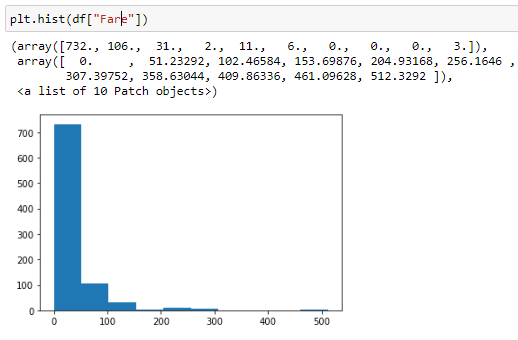 plt.hist(df["Fare"])
(array([732., 106., 31., 2., 11., 6., 0., 0., 0., 3.]),
array([ 0. , 51.23292, 102.46584, 153.69876, 204.93168, 256.1646 ,
307.39752, 358.63044, 409.86336, 461.09628, 512.3292 ]),
<a list of 10 Patch objects>)
700
600
500
400
300
200
100
0
0 100 200 300 400 500